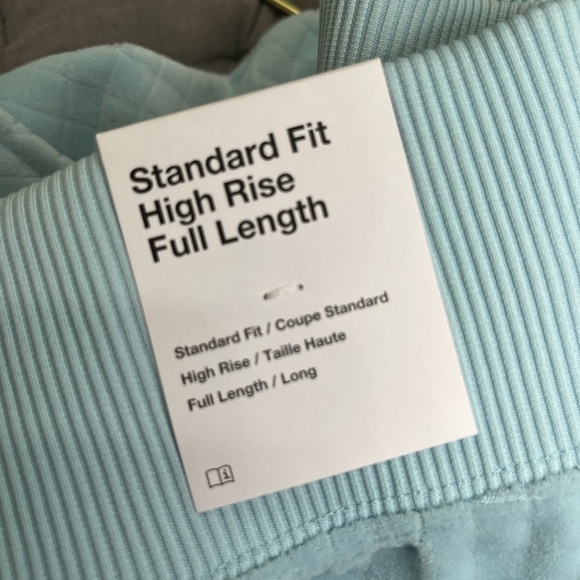 Standard Fit
High Rise
Full Length
Standard Fit / Coupe Standard
High Rise / Taille Haute
Full Length / Long